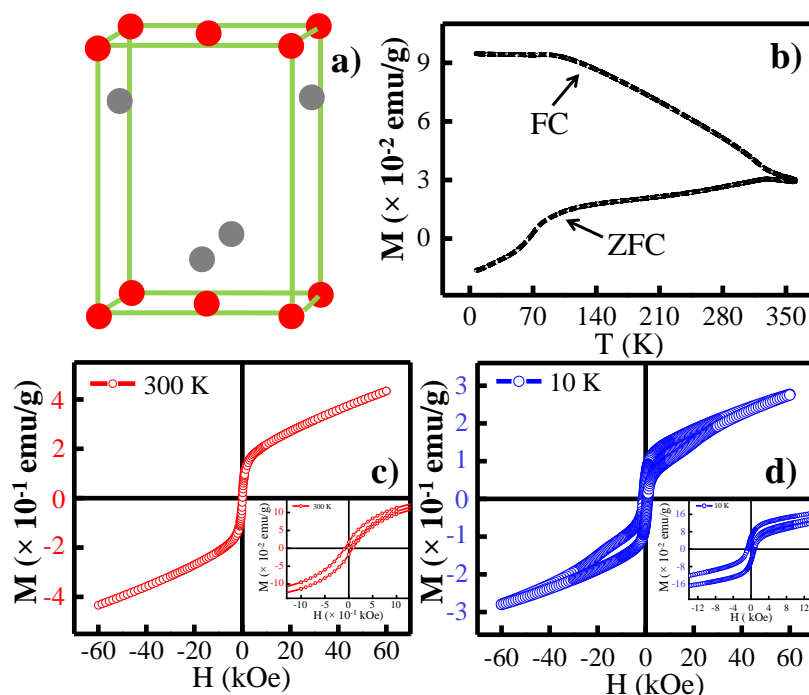 a)
b)
M (× 10⁻² emu/g)
9
6
3
0
FC
ZFC
0 70 140 210 280 350
T (K)
300 K
c)
M (× 10⁻¹ emu/g)
4
2
0
-2
-4
-60 -40 -20 0 20 40 60
H (kOe)
300 K
M (× 10⁻² emu/g)
10
5
0
-5
-10
-10 -5 0 5 10
H (× 10⁻¹ kOe)
10 K
d)
M (× 10⁻¹ emu/g)
3
2
1
0
-1
-2
-3
-60 -40 -20 0 20 40 60
H (kOe)
10 K
M (× 10⁻² emu/g)
16
8
0
-8
-16
-12 -8 -4 0 4 8 12
H (kOe)